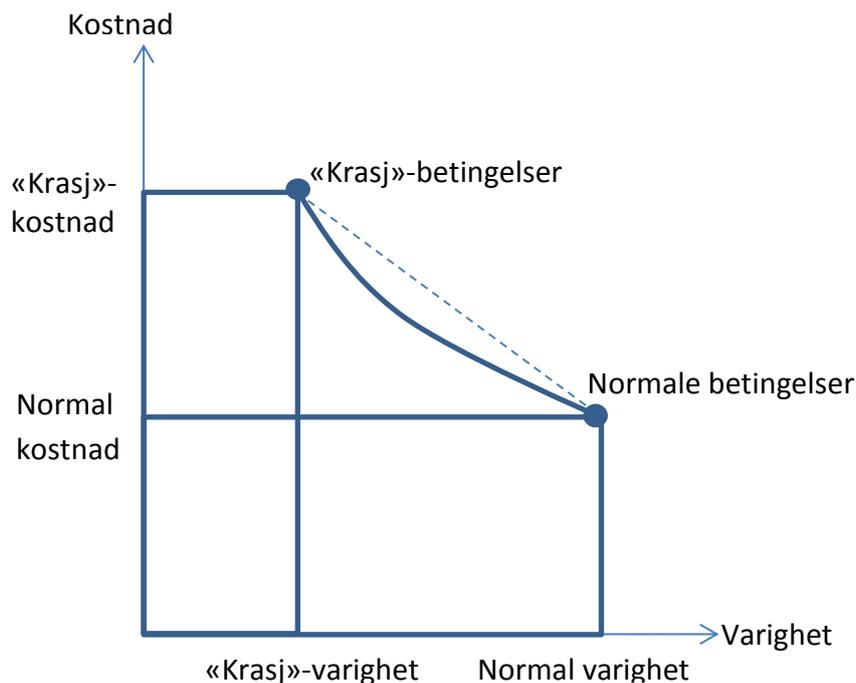 Kostnad
«Krasj»-betingelser
«Krasj»-
kostnad
Normale betingelser
Normal
kostnad
Varighet
«Krasj»-varighet
Normal varighet